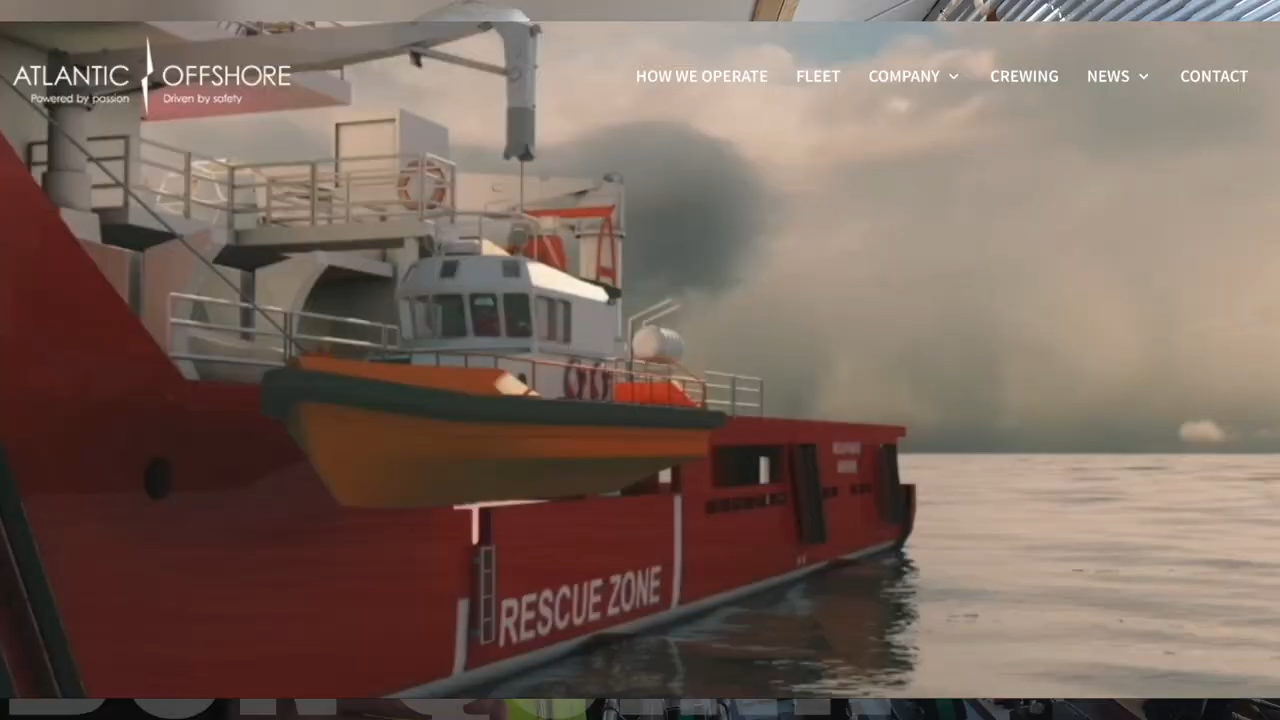 ATLANTIC OFFSHORE
Powered by passion Driven by safety
HOW WE OPERATE FLEET COMPANY CREWING NEWS CONTACT
RESCUE ZONE